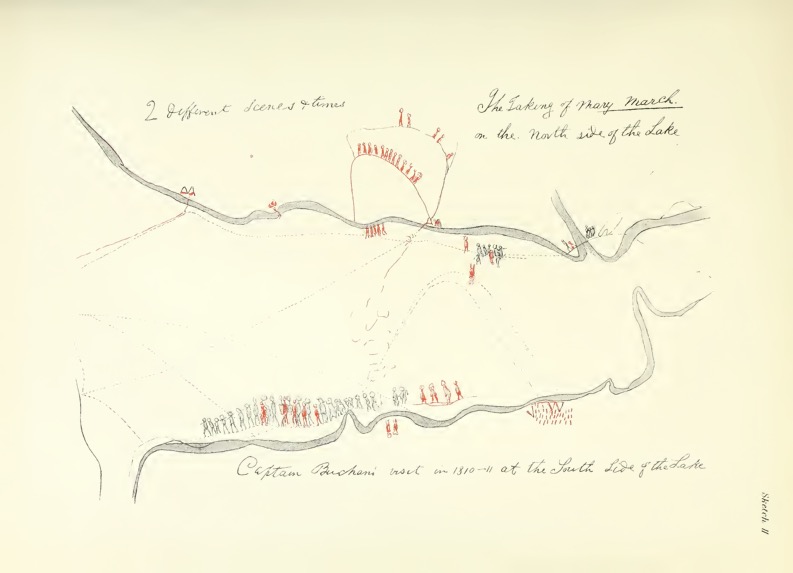 2 Different Scenes & times
The Taking of Mary March.
on the North side of the Lake
Captain Buchan's visit in 1810-11 at the South Side of the Lake
Sketch II